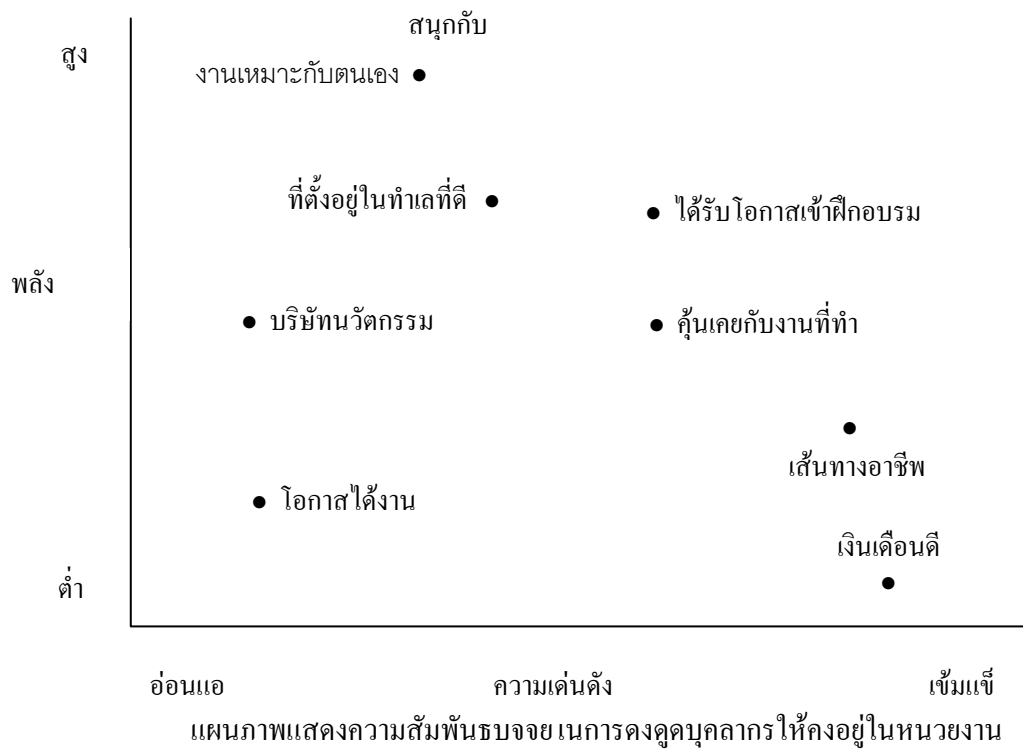 สนุกกับ
สูง
งานเหมาะกับตนเอง
ที่ตั้งอยู่ในทำเลที่ดี
ได้รับโอกาสเข้าฝึกอบรม
พลัง
บริษัทนวัตกรรม
คุ้นเคยกับงานที่ทำ
เส้นทางอาชีพ
โอกาสได้งาน
เงินเดือนดี
ต่ำ
อ่อนแอ ความเด่นดัง เข้มแข็
แผนภาพแสดงความสัมพันธบจจยเนการดงดูดบุคลากรให้คงอยู่ในหนวยงาน